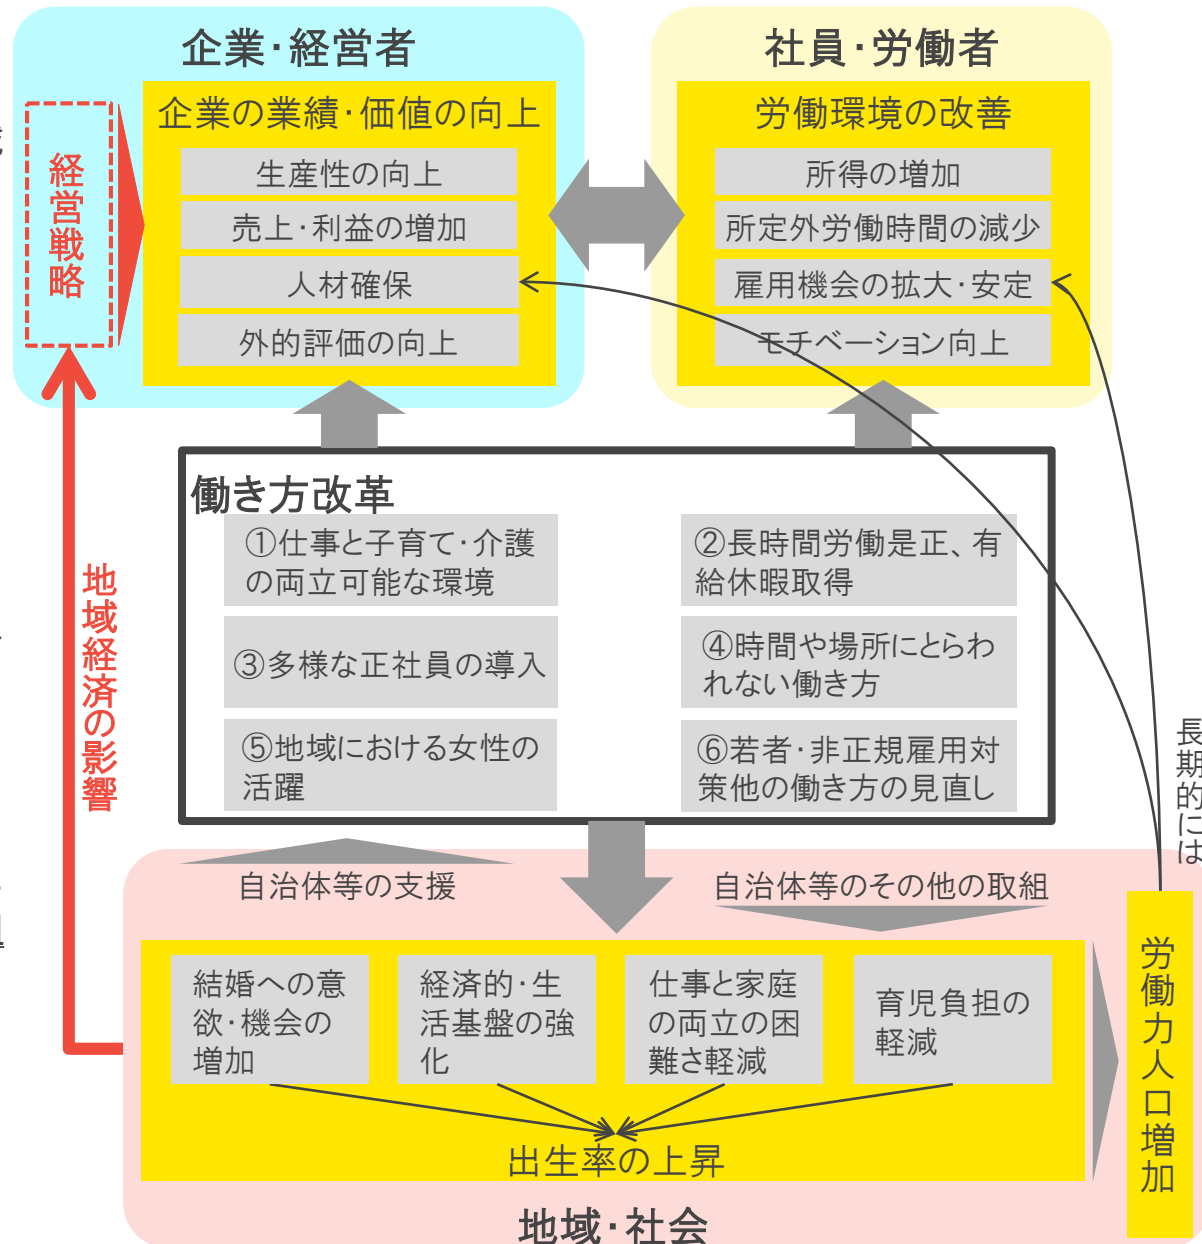 企業・経営者
企業の業績・価値の向上
生産性の向上
売上・利益の増加
人材確保
外的評価の向上
経営戦略
社員・労働者
労働環境の改善
所得の増加
所定外労働時間の減少
雇用機会の拡大・安定
モチベーション向上
働き方改革
①仕事と子育て・介護
の両立可能な環境
②長時間労働是正、有
給休暇取得
③多様な正社員の導入
④時間や場所にとらわ
れない働き方
⑤地域における女性の
活躍
⑥若者・非正規雇用対
策他の働き方の見直し
地域経済の影響
長期的には
自治体等の支援
自治体等のその他の取組
結婚への意
欲・機会の
増加
経済的・生
活基盤の強
化
仕事と家庭
の両立の困
難さ軽減
育児負担の
軽減
出生率の上昇
労働力人口増加
地域・社会